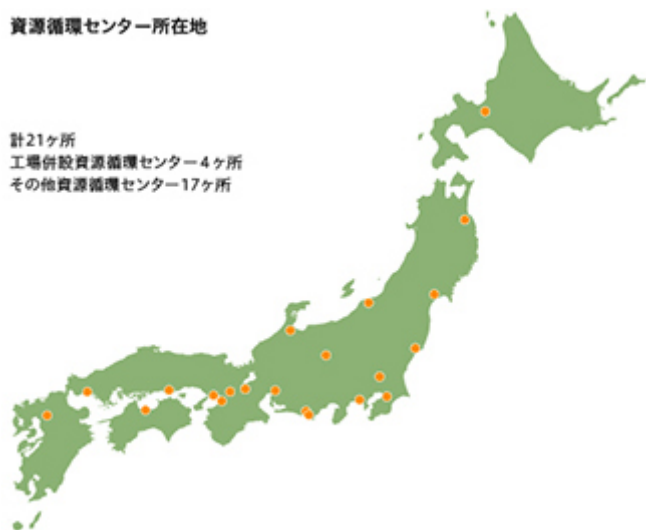 資源循環センター所在地
計21ヶ所
工場併設資源循環センター4ヶ所
その他資源循環センター17ヶ所